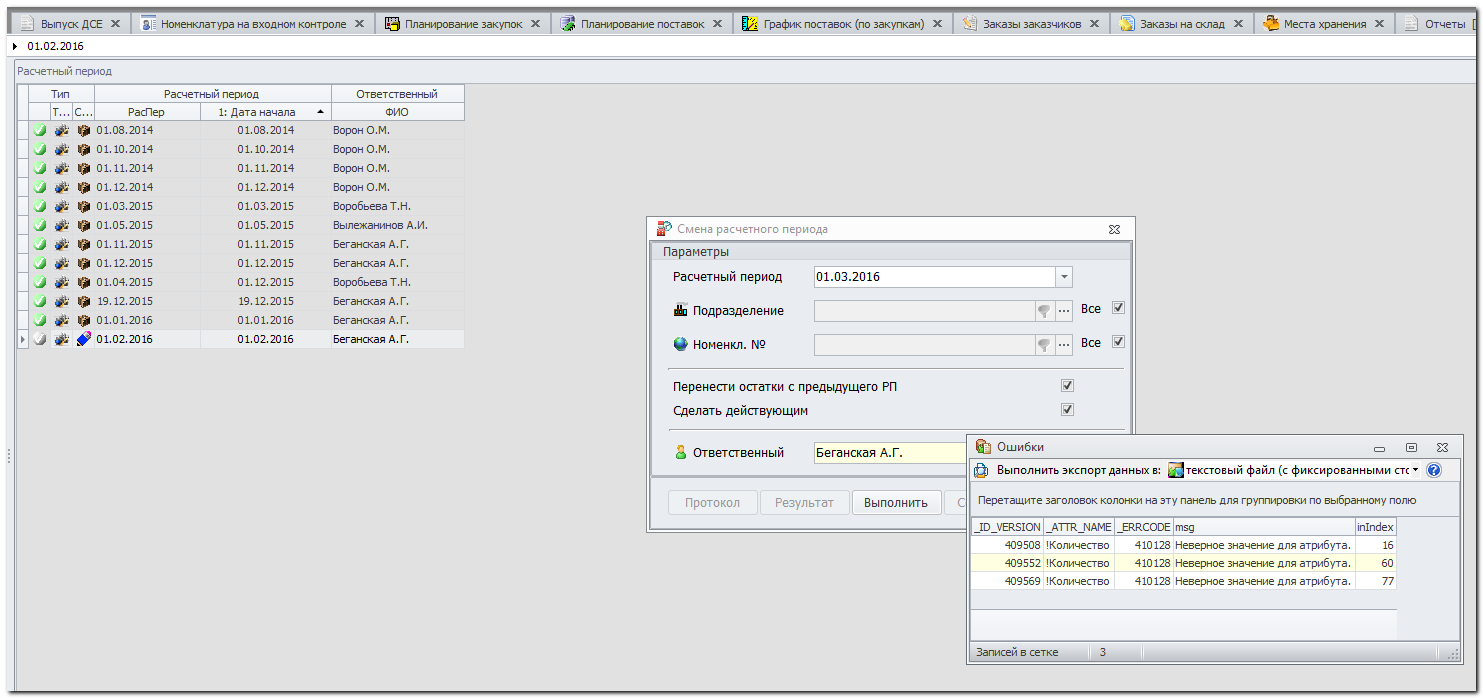 Выпуск ДСЕ Номенклатура на входном контроле Планирование закупок Планирование поставок График поставок (по закупкам) Заказы заказчиков Заказы на склад Места хранения Отчеты
01.02.2016
Расчетный период
Тип Расчетный период Ответственный
Т... С... РасПер 1: Дата начала ФИО
01.08.2014 01.08.2014 Ворон О.М.
01.10.2014 01.10.2014 Ворон О.М.
01.11.2014 01.11.2014 Ворон О.М.
01.12.2014 01.12.2014 Ворон О.М.
01.03.2015 01.03.2015 Воробьева Т.Н.
01.05.2015 01.05.2015 Вылежанинов А.И.
01.11.2015 01.11.2015 Беганская А.Г.
01.12.2015 01.12.2015 Беганская А.Г.
01.04.2015 01.12.2015 Воробьева Т.Н.
19.12.2015 19.12.2015 Беганская А.Г.
01.01.2016 01.01.2016 Беганская А.Г.
01.02.2016 01.02.2016 Беганская А.Г.
Смена расчетного периода
Параметры
Расчетный период 01.03.2016
Подразделение ... Все
Номенкл. № ... Все
Перенести остатки с предыдущего РП
Сделать действующим
Ответственный Беганская А.Г.
Протокол Результат Выполнить С
Ошибки
Выполнить экспорт данных в: текстовый файл (с фиксированными стс
Перетащите заголовок колонки на эту панель для группировки по выбранному полю
_ID_VERSION _ATTR_NAME _ERRCODE msg inIndex
409508 !Количество 410128 Неверное значение для атрибута. 16
409552 !Количество 410128 Неверное значение для атрибута. 60
409569 !Количество 410128 Неверное значение для атрибута. 77
Записей в сетке 3